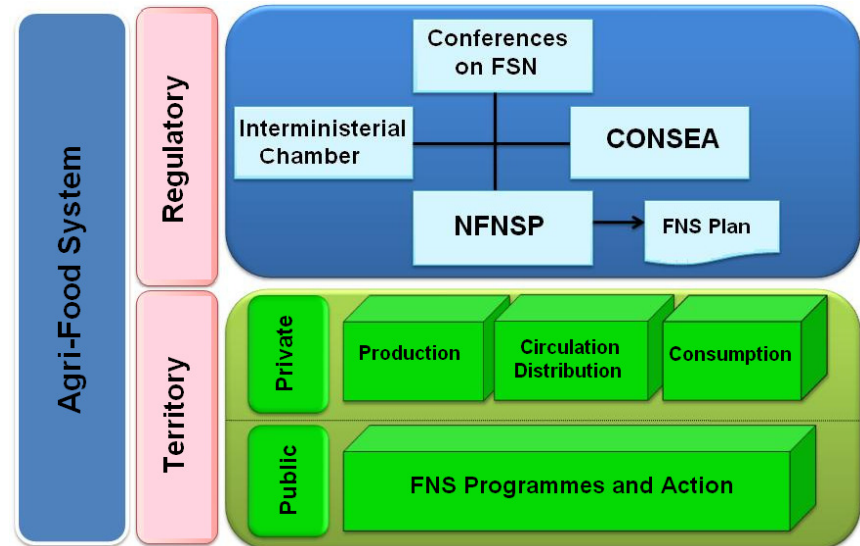 Agri-Food System
Regulatory
Conferences
on FSN
Interministerial
Chamber
CONSEA
NFNSP
FNS Plan
Territory
Private
Production
Circulation
Distribution
Consumption
Public
FNS Programmes and Action